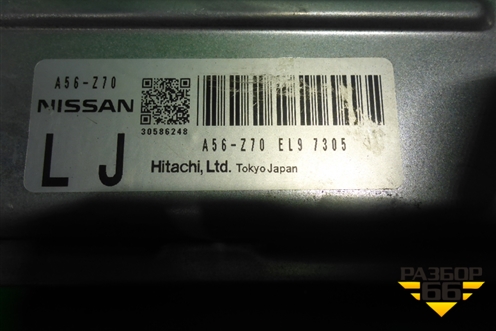 A56-Z70
NISSAN
30586248
A56-Z70 EL9 7305
L J
Hitachi, Ltd. Tokyo Japan
РАЗБОР
66